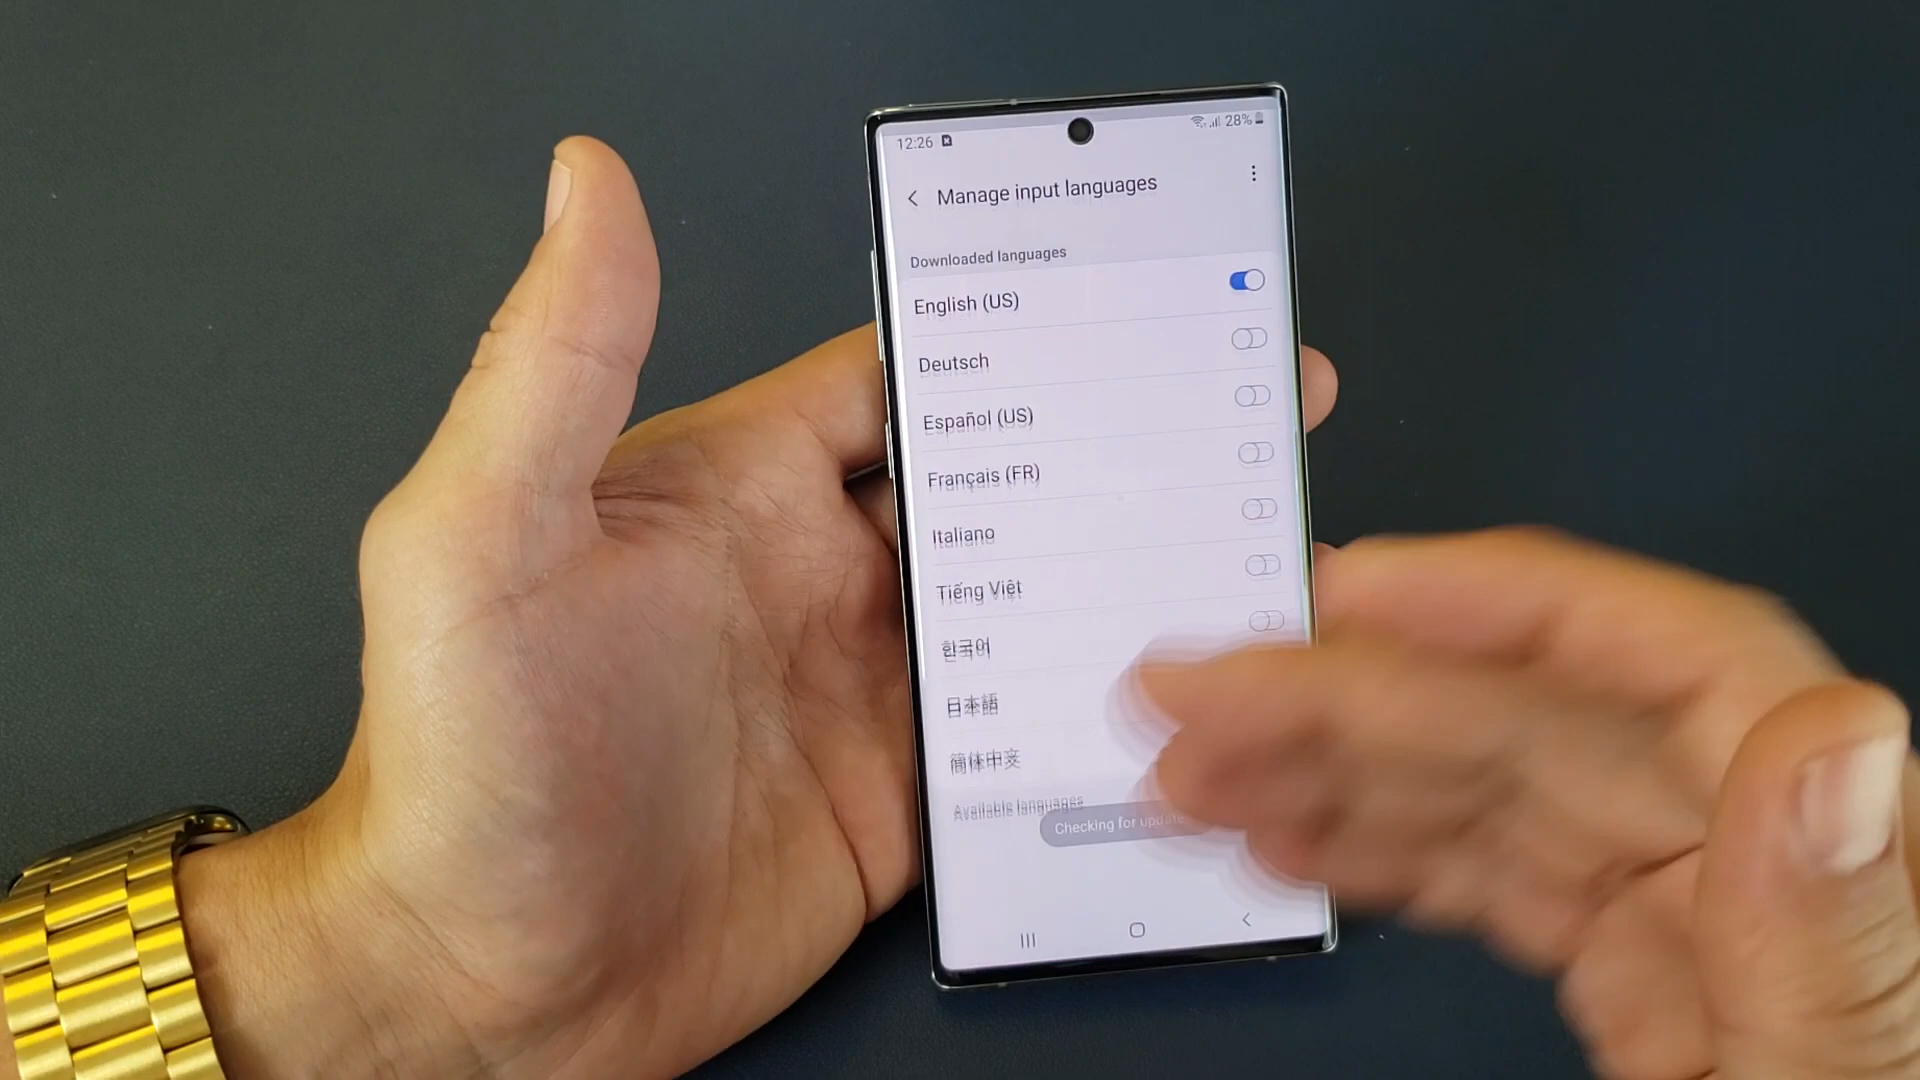 12:26
28%
Manage input languages
Downloaded languages
English (US)
Deutsch
Español (US)
Français (FR)
Italiano
Tiếng Việt
한국어
日本語
简体中文
Available languages
Checking for update